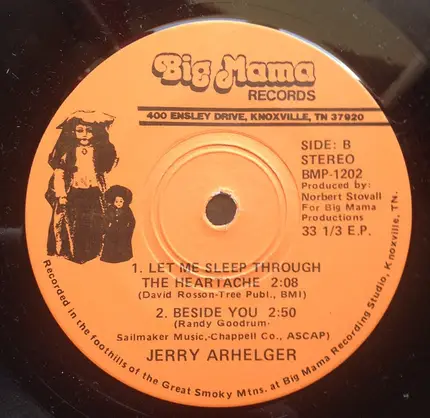 Big Mama
RECORDS
400 ENSLEY DRIVE, KNOXVILLE, TN 37920
SIDE: B
STEREO
BMP-1202
Produced by:
Norbert Stovall
For Big Mama
Productions
33 1/3 E.P.
1. LET ME SLEEP THROUGH
THE HEARTACHE 2:08
(David Rosson-Tree Publ., BMI)
2. BESIDE YOU 2:50
(Randy Goodrum-
Sailmaker Music,-Chappell Co., ASCAP)
JERRY ARHELGER
Recorded in the foothills of the Great Smoky Mtns. at Big Mama Recording Studio, Knoxville, TN.